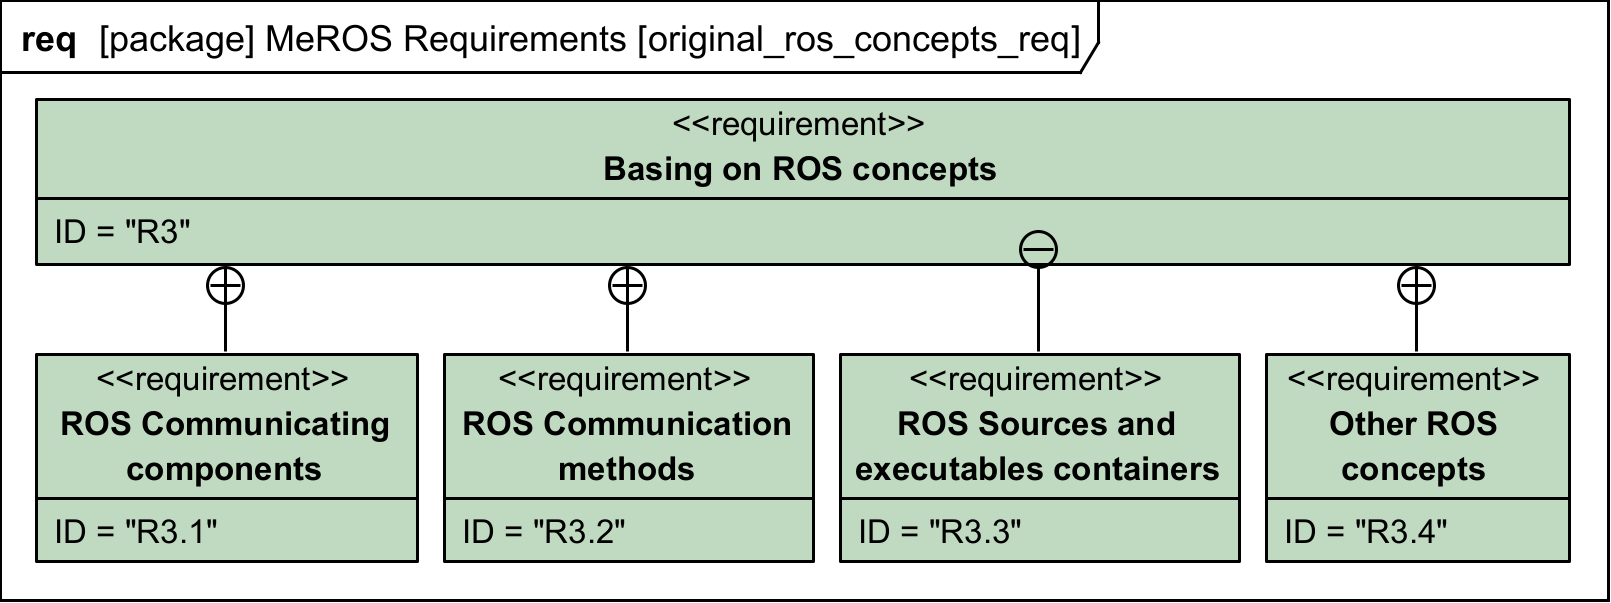 req [package] MeROS Requirements [original_ros_concepts_req]
<<requirement>>
Basing on ROS concepts
ID = "R3"
<<requirement>>
ROS Communicating
components
ID = "R3.1"
<<requirement>>
ROS Communication
methods
ID = "R3.2"
<<requirement>>
ROS Sources and
executables containers
ID = "R3.3"
<<requirement>>
Other ROS
concepts
ID = "R3.4"